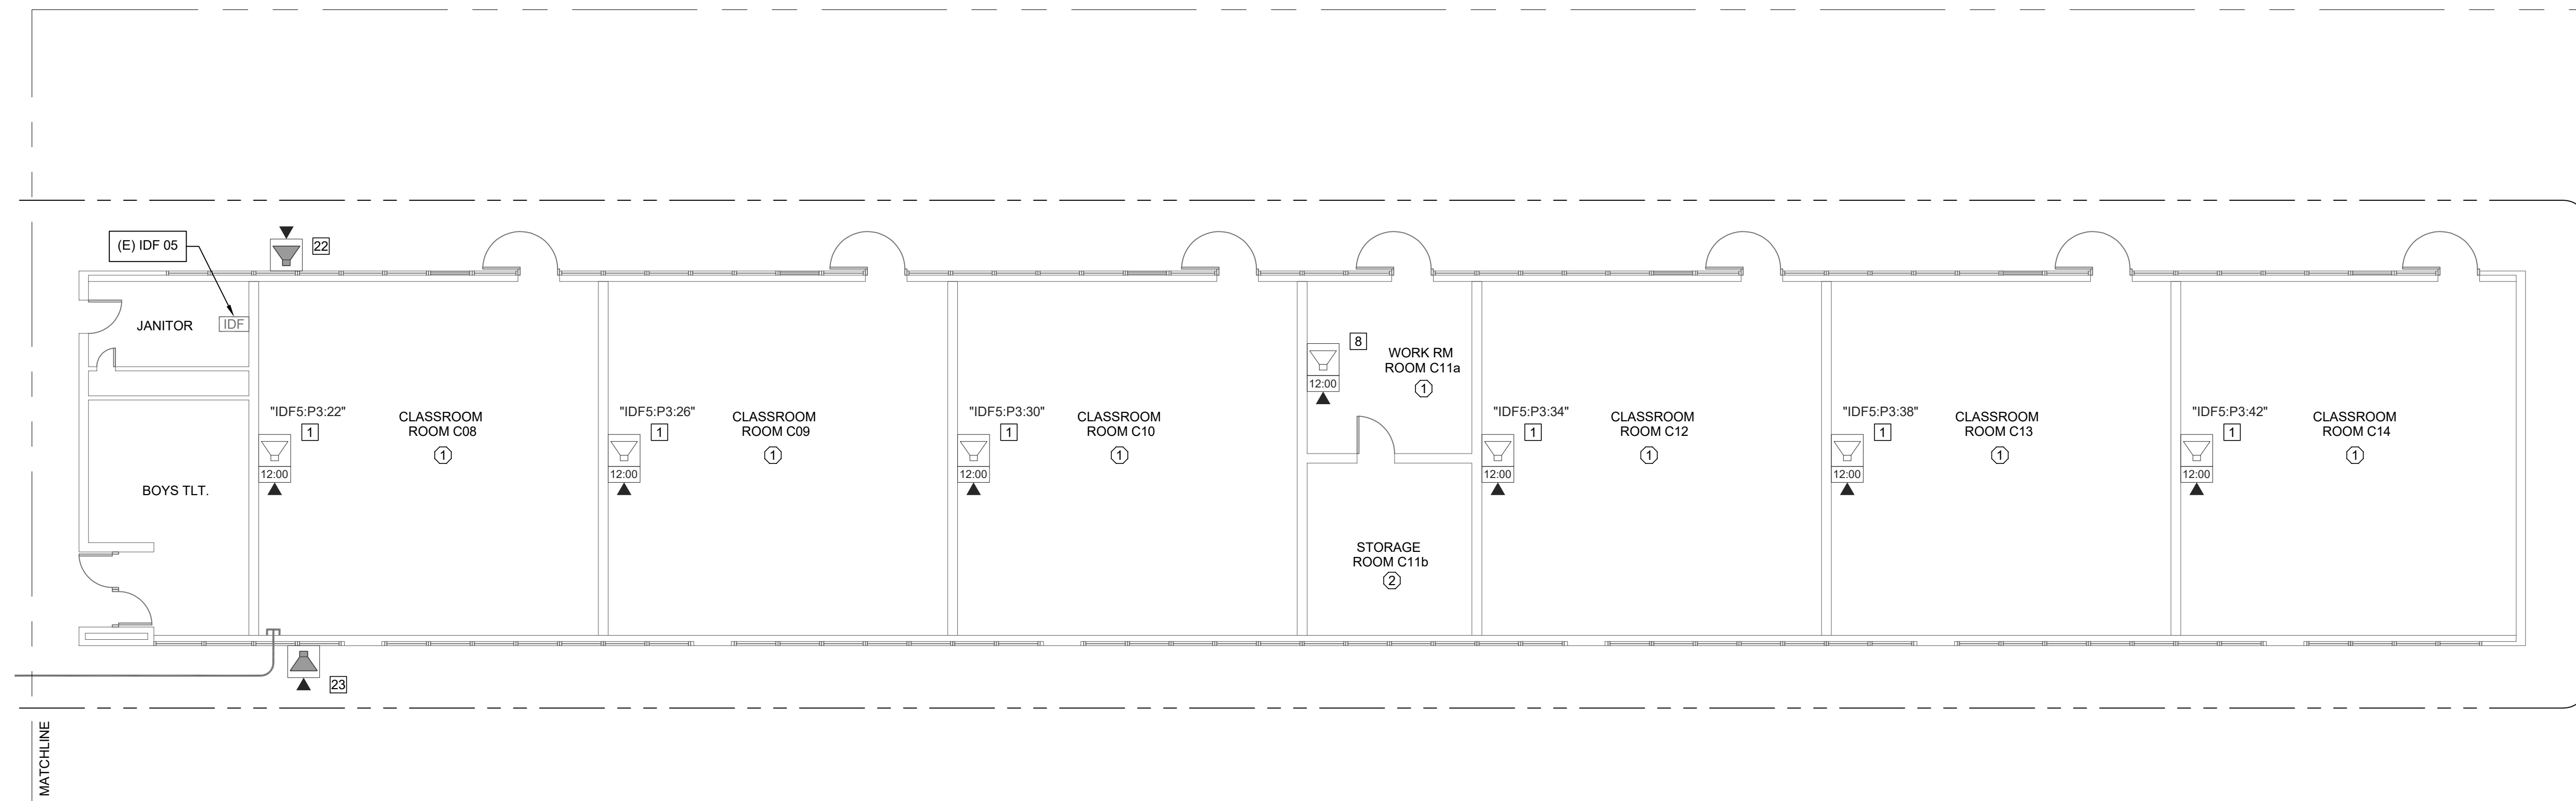 (E) IDF 05
22
IDF
JANITOR
BOYS TLT.
"IDF5:P3:22"
1
12:00
CLASSROOM
ROOM C08
1
"IDF5:P3:26"
1
12:00
CLASSROOM
ROOM C09
1
"IDF5:P3:30"
1
12:00
CLASSROOM
ROOM C10
1
8
12:00
WORK RM
ROOM C11a
1
STORAGE
ROOM C11b
2
"IDF5:P3:34"
1
12:00
CLASSROOM
ROOM C12
1
"IDF5:P3:38"
1
12:00
CLASSROOM
ROOM C13
1
"IDF5:P3:42"
1
12:00
CLASSROOM
ROOM C14
1
23
MATCHLINE